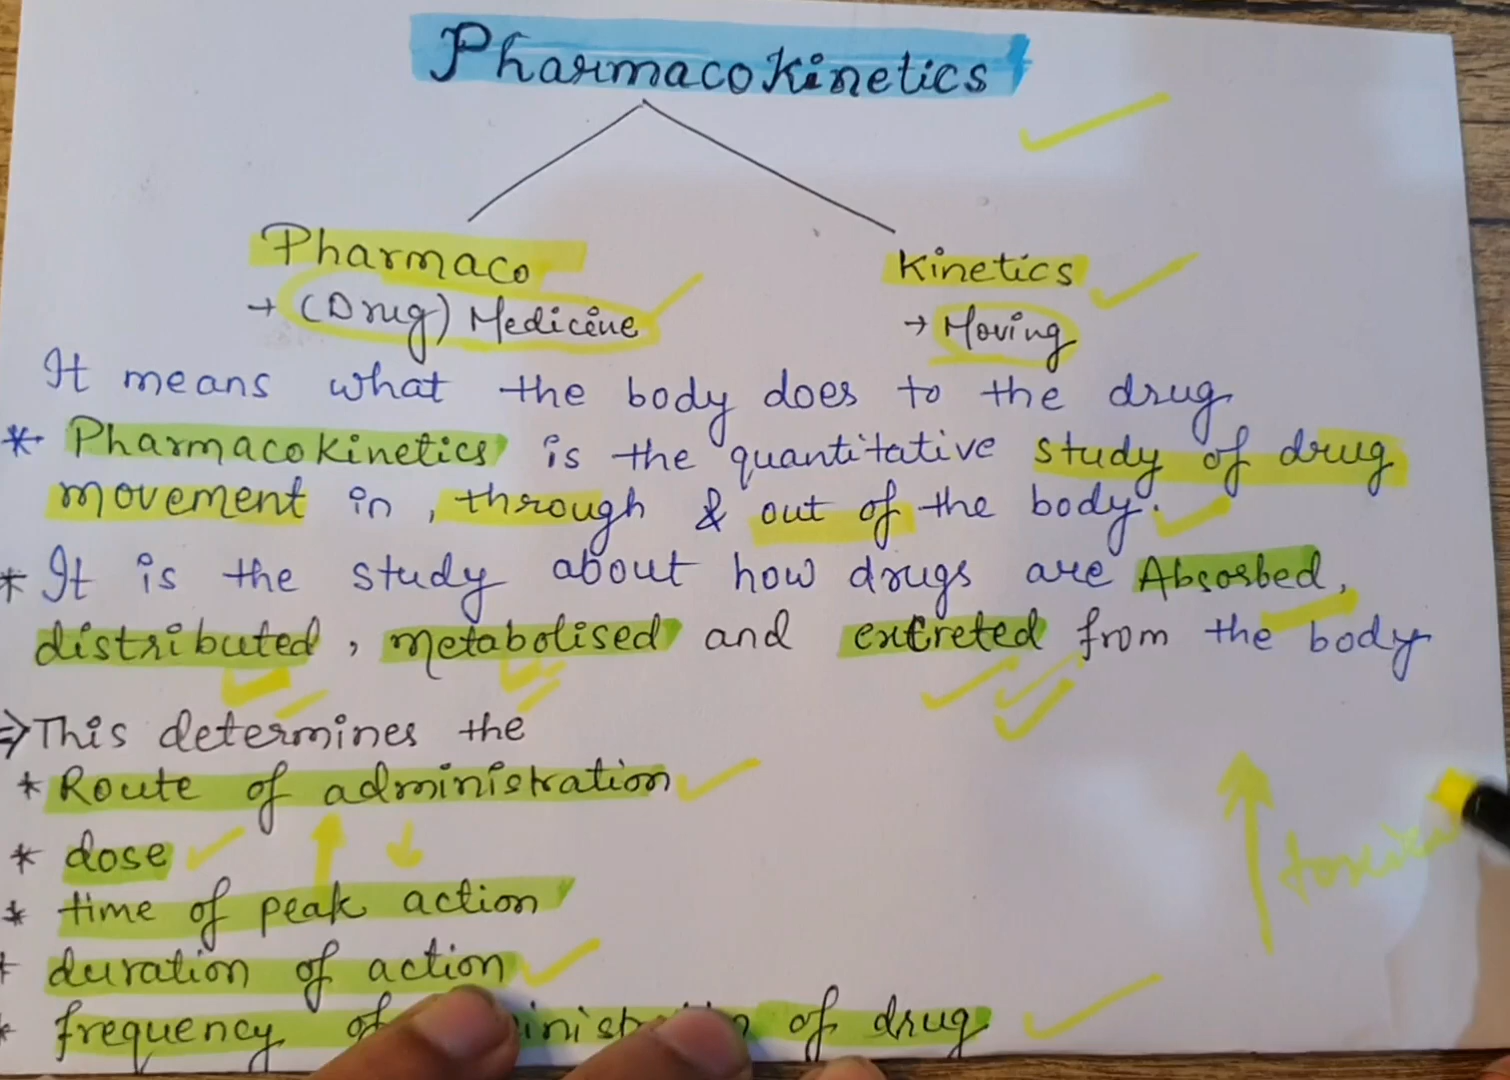 Pharmacokinetics
Pharmaco
Kinetics
→ (Drug) Medicine
→ Moving
It means what the body does to the drug
* Pharmacokinetics is the quantitative study of drug
movement in, through & out of the body.
* It is the study about how drugs are Absorbed,
distributed, metabolised and excreted from the body
⇒ This determines the
* Route of administration
* dose
* time of peak action
* duration of action
* frequency of of drug